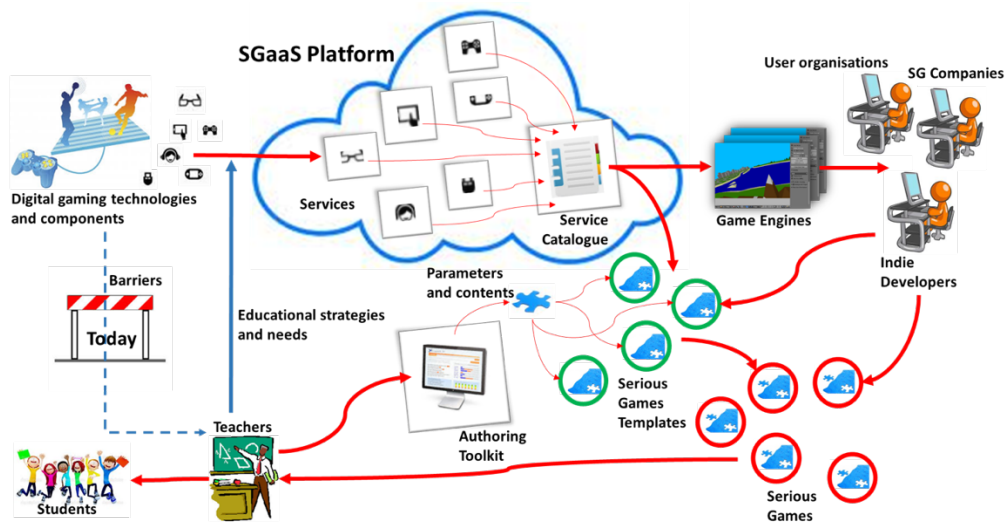 SGaaS Platform
User organisations
SG Companies
Digital gaming technologies
and components
Services
Service
Catalogue
Game Engines
Indie
Developers
Barriers
Today
Parameters
and contents
Educational strategies
and needs
Serious
Games
Templates
Authoring
Toolkit
Teachers
Students
Serious
Games